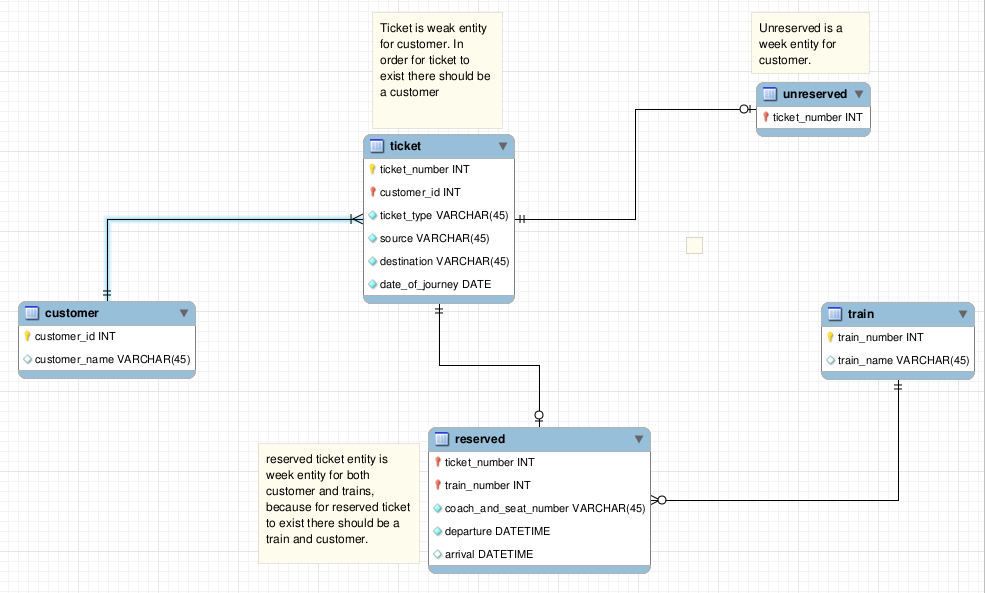 Ticket is weak entity
for customer. In
order for ticket to
exist there should be
a customer
Unreserved is a
week entity for
customer.
unreserved
ticket_number INT
ticket
ticket_number INT
customer_id INT
ticket_type VARCHAR(45)
source VARCHAR(45)
destination VARCHAR(45)
date_of_journey DATE
customer
customer_id INT
customer_name VARCHAR(45)
train
train_number INT
train_name VARCHAR(45)
reserved
ticket_number INT
train_number INT
coach_and_seat_number VARCHAR(45)
departure DATETIME
arrival DATETIME
reserved ticket entity is
week entity for both
customer and trains,
because for reserved ticket
to exist there should be a
train and customer.